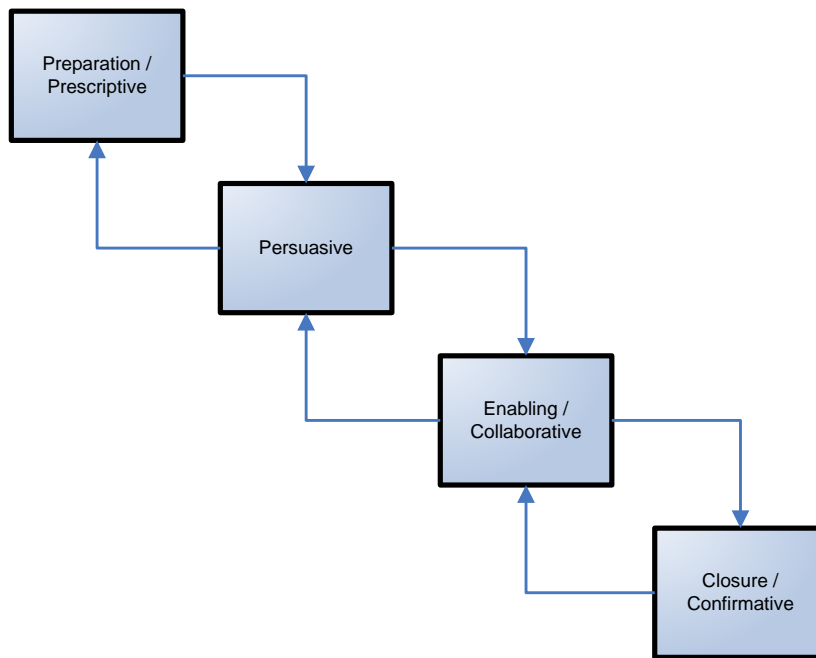 Preparation /
Prescriptive
Persuasive
Enabling /
Collaborative
Closure /
Confirmative